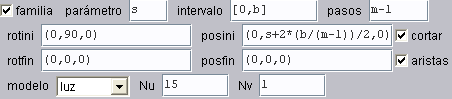 familia parámetro s intervalo [0,b] pasos m-1
rotini (0,90,0) posini (0,s+2*(b/(m-1))/2,0) cortar
rotfin (0,0,0) posfin (0,0,0) aristas
modelo luz Nu 15 Nv 1